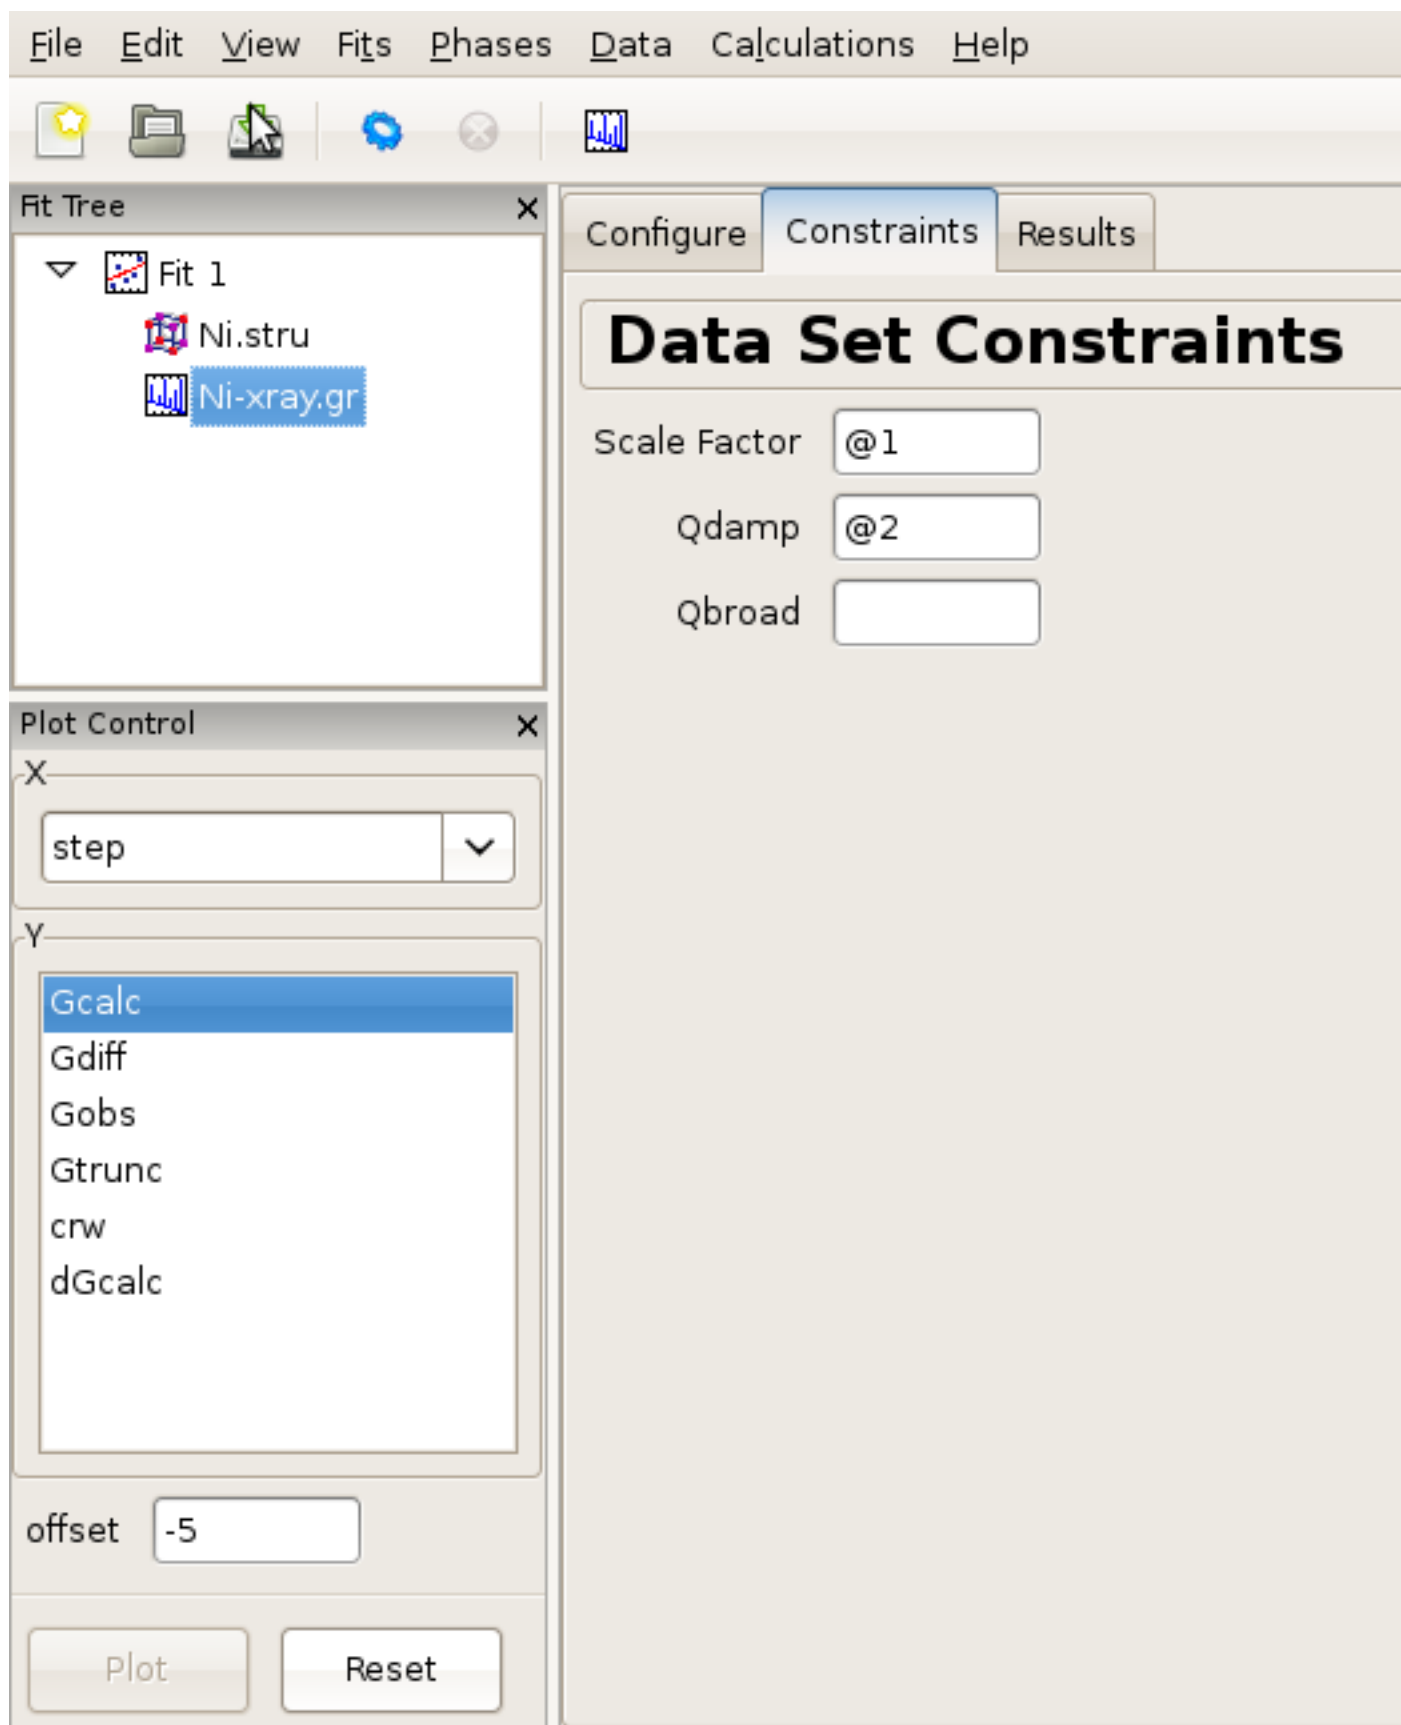 File Edit View Fits Phases Data Calculations Help
Fit Tree
Fit 1
Ni.stru
Ni-xray.gr
Plot Control
X
step
Y
Gcalc
Gdiff
Gobs
Gtrunc
crw
dGcalc
offset -5
Plot Reset
Configure Constraints Results
Data Set Constraints
Scale Factor @1
Qdamp @2
Qbroad